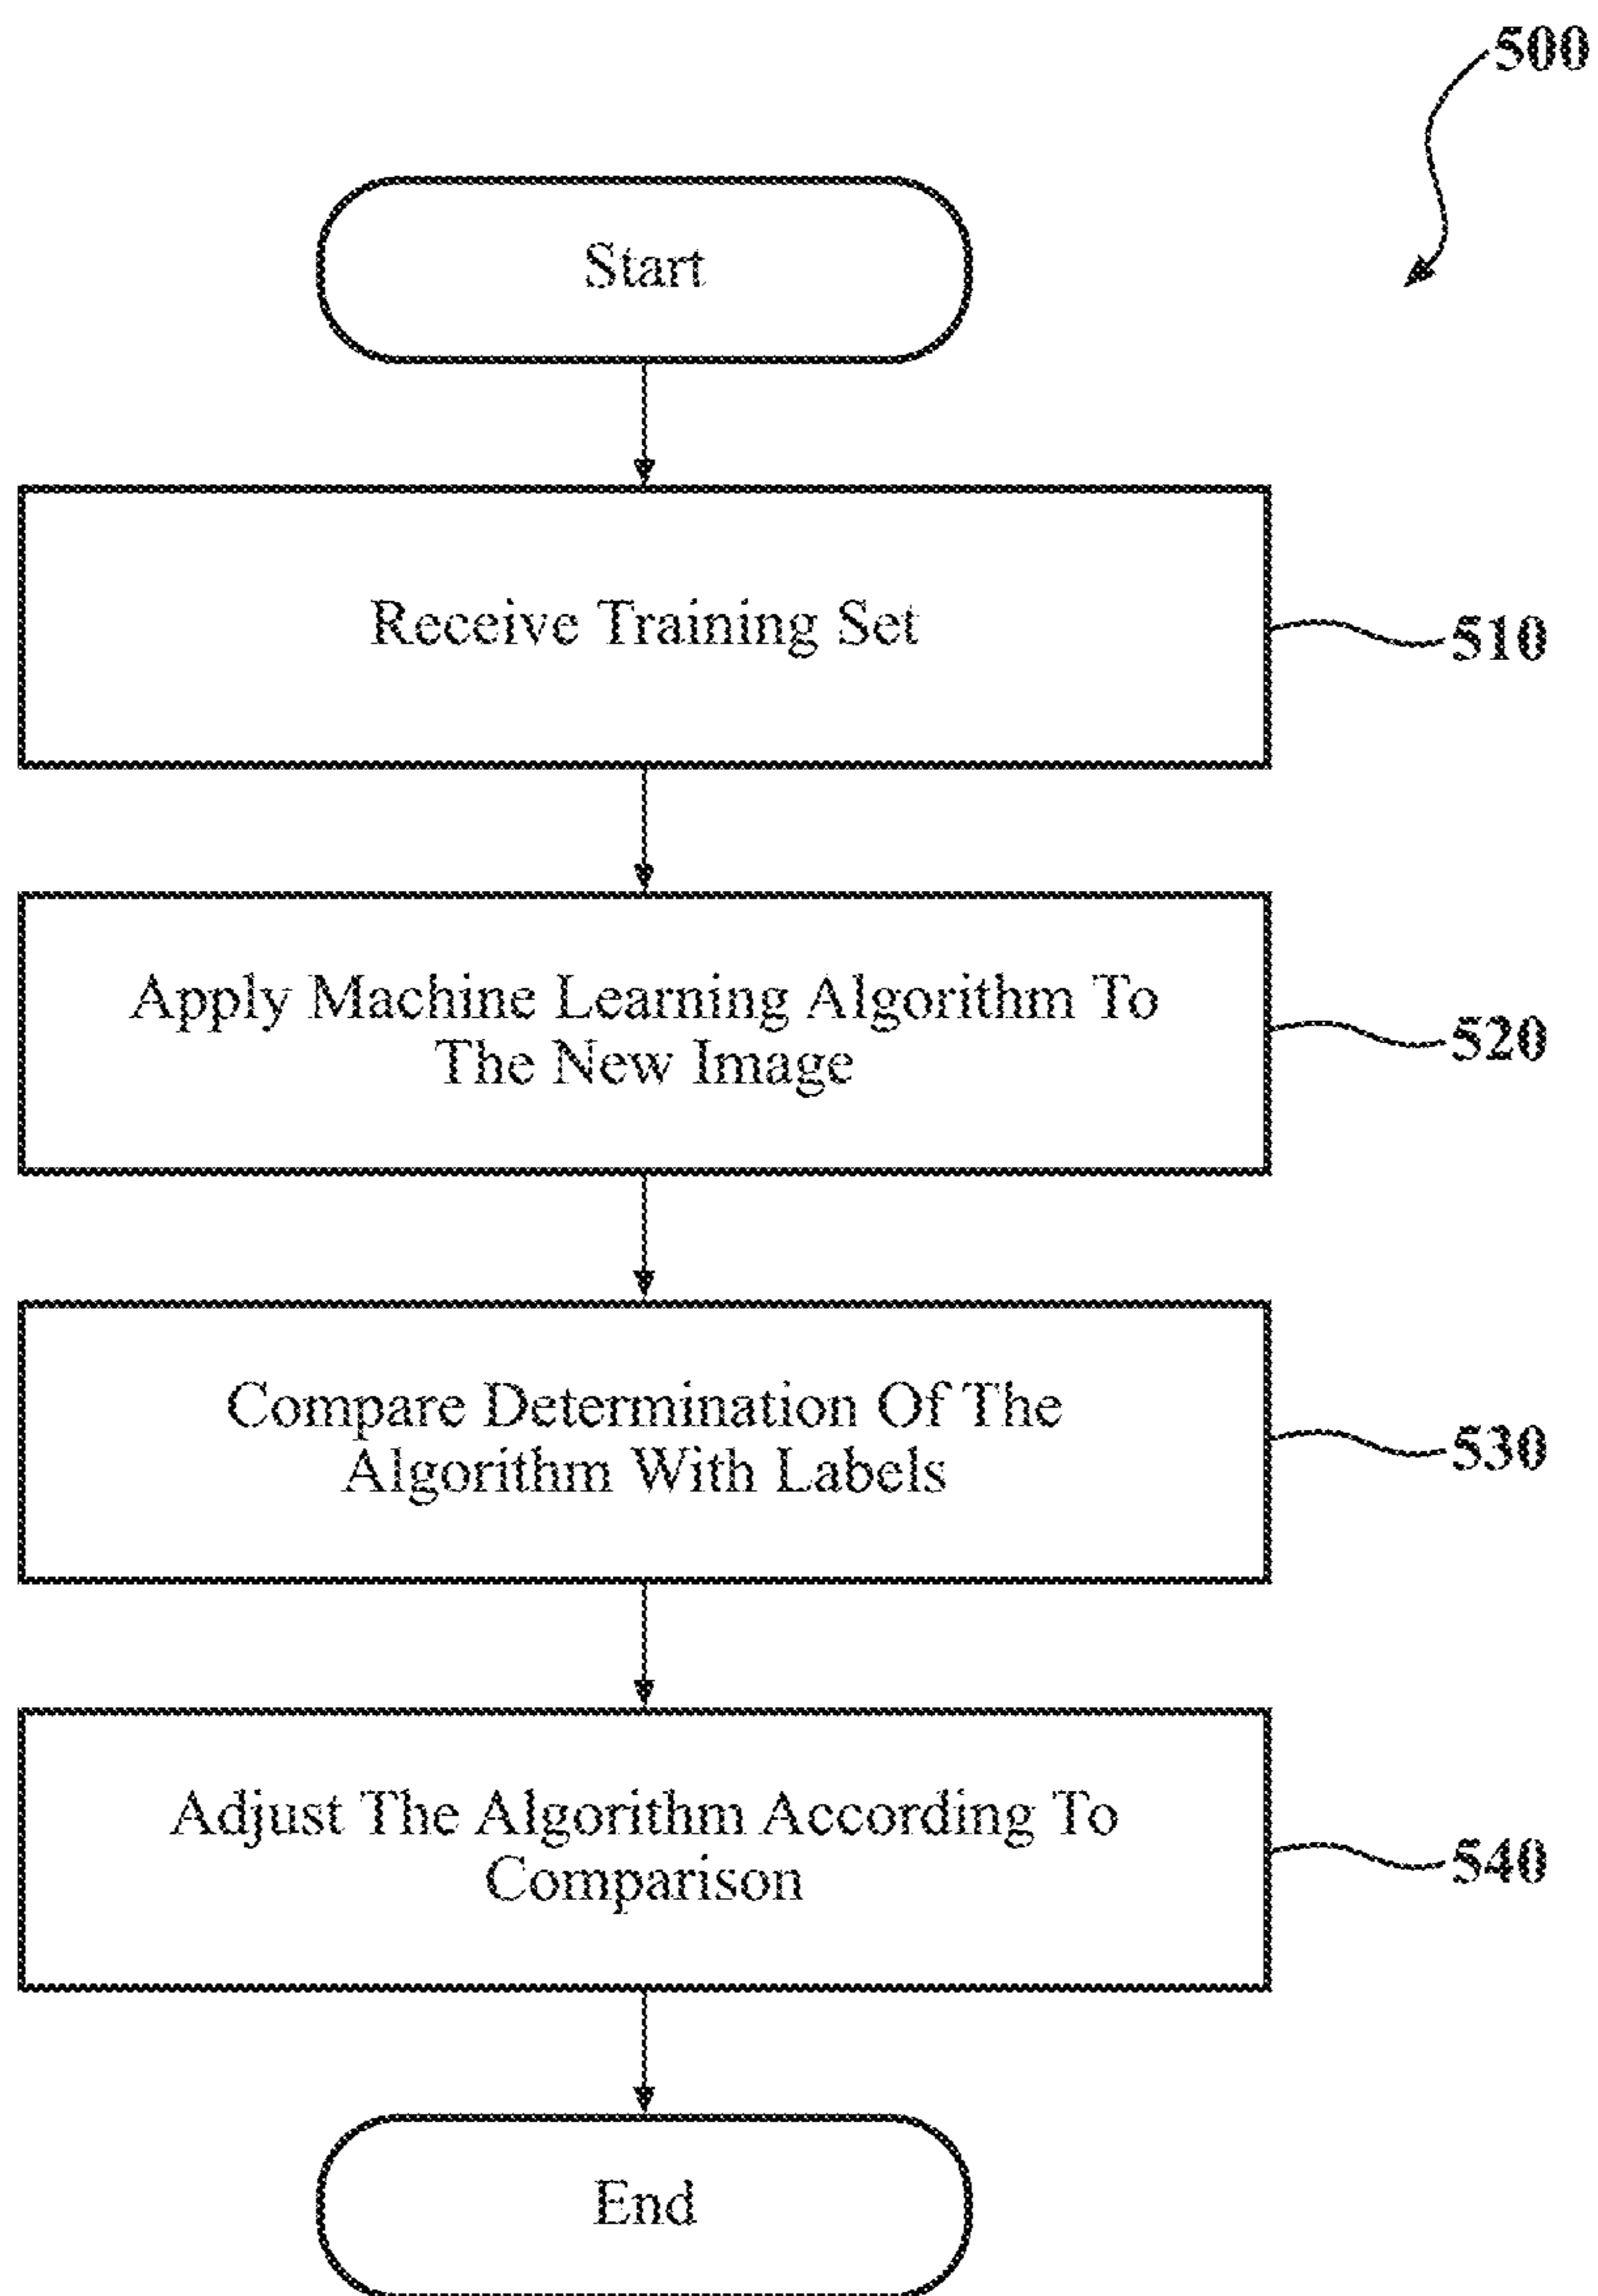 500
Start
Receive Training Set
510
Apply Machine Learning Algorithm To
The New Image
520
Compare Determination Of The
Algorithm With Labels
530
Adjust The Algorithm According To
Comparison
540
End